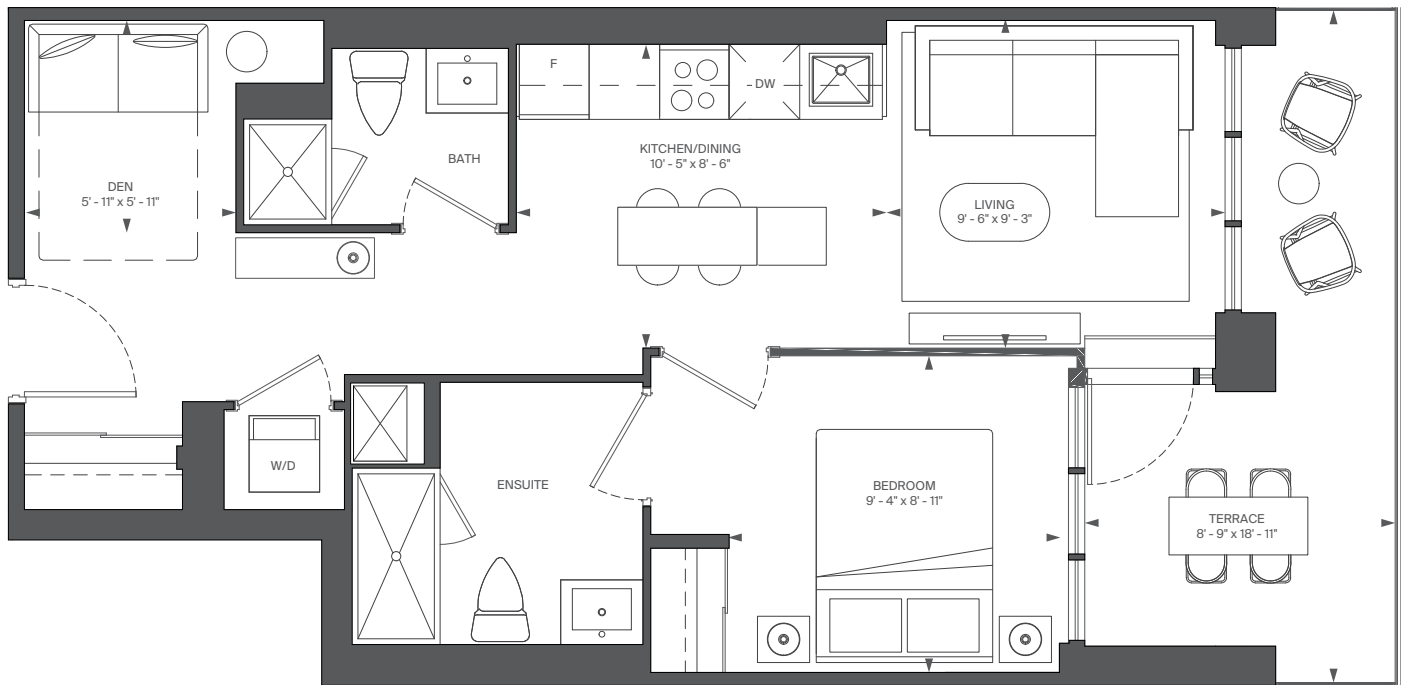 F
DW
BATH
KITCHEN/DINING
10' - 5" x 8' - 6"
DEN
5' - 11" x 5' - 11"
LIVING
9' - 6" x 9' - 3"
W/D
ENSUITE
BEDROOM
9' - 4" x 8' - 11"
TERRACE
8' - 9" x 18' - 11"